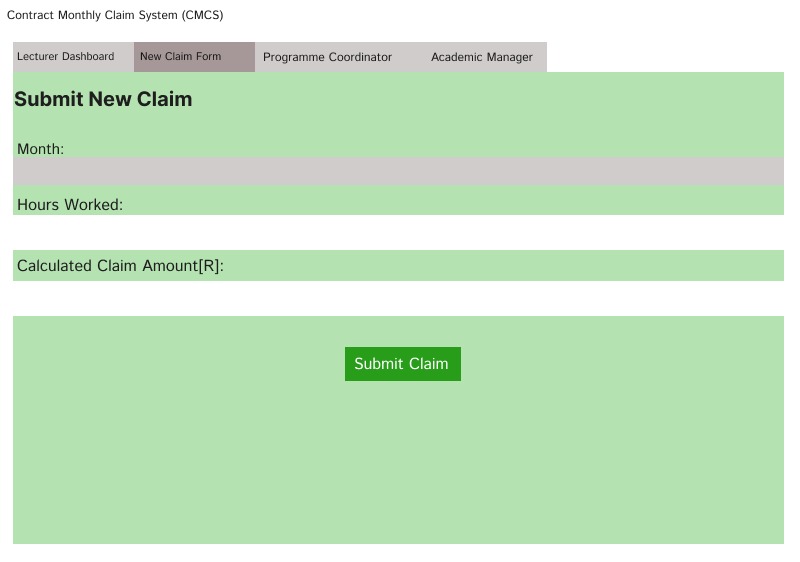 Contract Monthly Claim System (CMCS)
Lecturer Dashboard New Claim Form Programme Coordinator Academic Manager
Submit New Claim
Month:
Hours Worked:
Calculated Claim Amount[R]:
Submit Claim